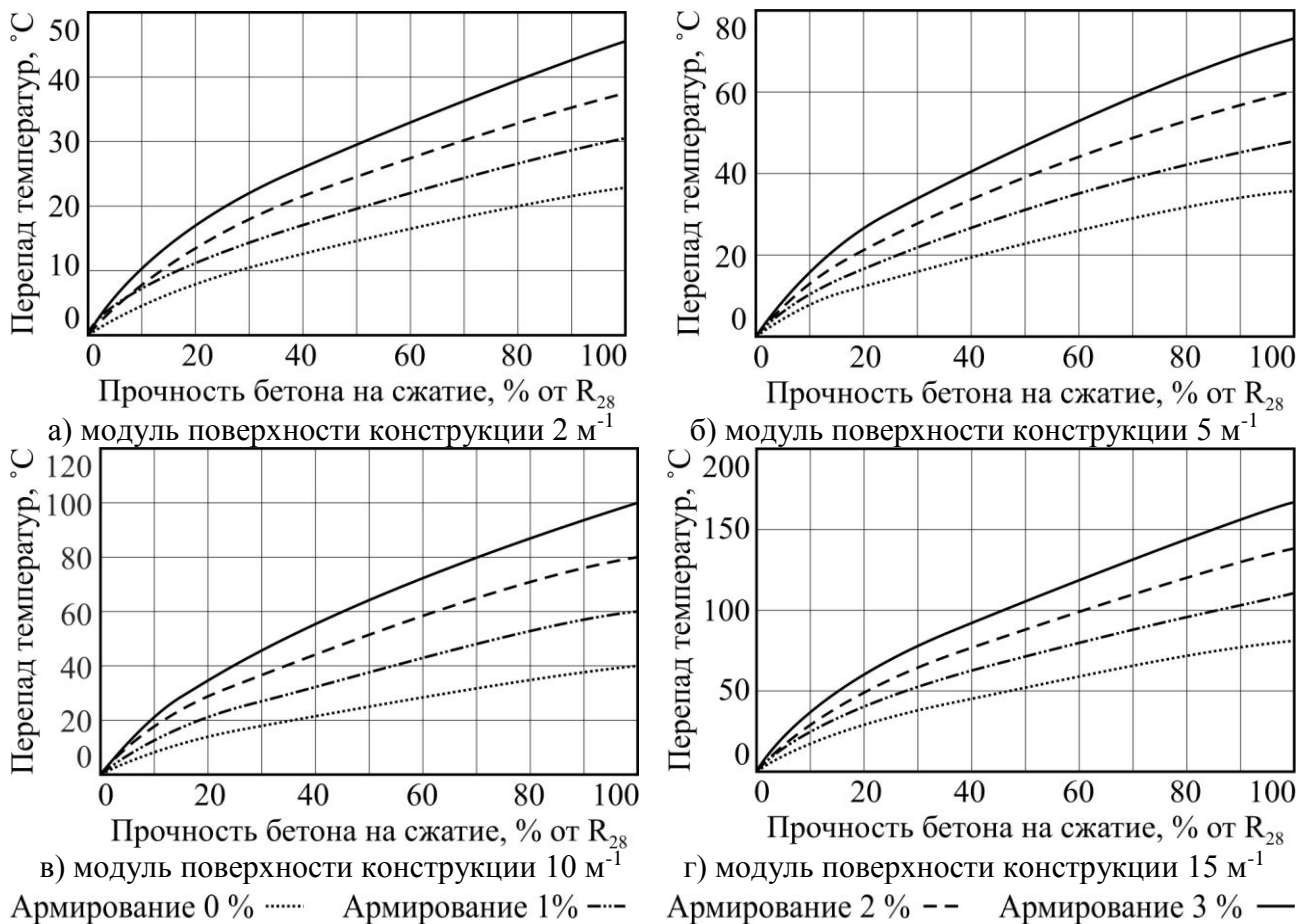 Перепад температур, ˚С
50
40
30
20
10
0
0 20 40 60 80 100
Прочность бетона на сжатие, % от R28
а) модуль поверхности конструкции 2 м-1
Перепад температур, ˚С
80
60
40
20
0
0 20 40 60 80 100
Прочность бетона на сжатие, % от R28
б) модуль поверхности конструкции 5 м-1
Перепад температур, ˚С
120
100
80
60
40
20
0
0 20 40 60 80 100
Прочность бетона на сжатие, % от R28
в) модуль поверхности конструкции 10 м-1
Перепад температур, ˚С
200
150
100
50
0
0 20 40 60 80 100
Прочность бетона на сжатие, % от R28
г) модуль поверхности конструкции 15 м-1
Армирование 0 % Армирование 1% Армирование 2 % Армирование 3 %